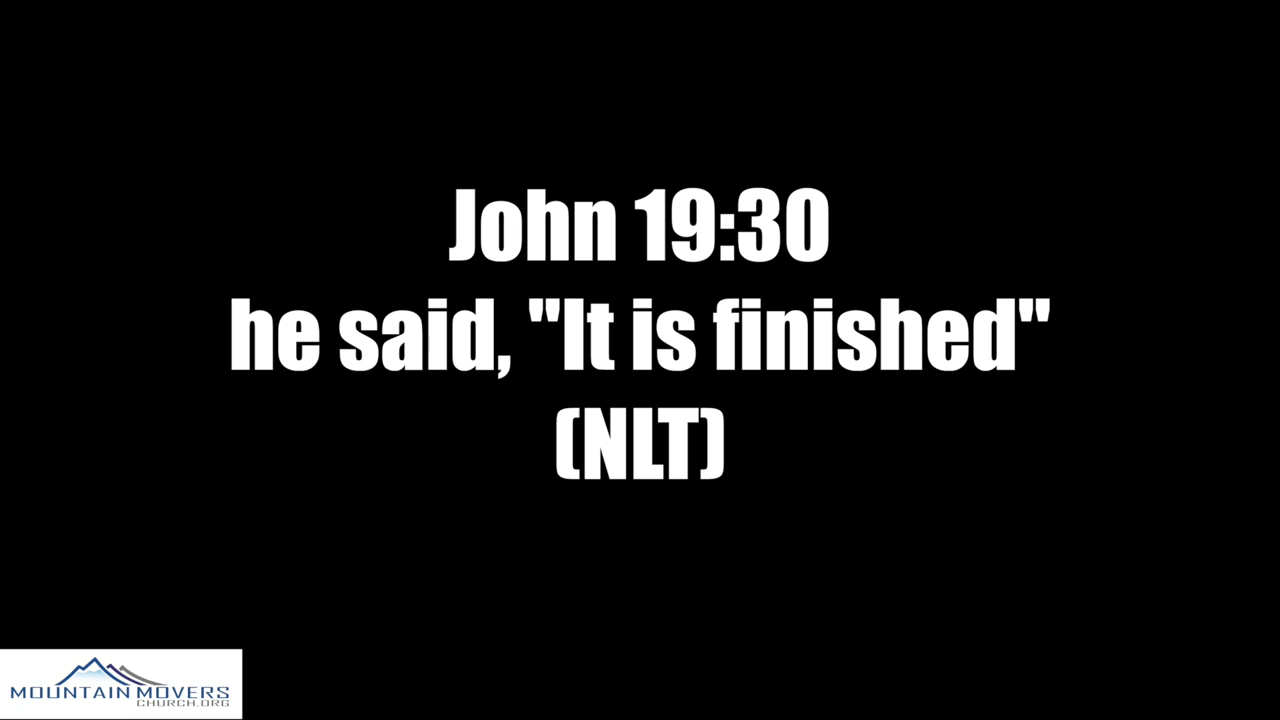 John 19:30
he said, "It is finished"
(NLT)
MOUNTAIN MOVERS
CHURCH.ORG